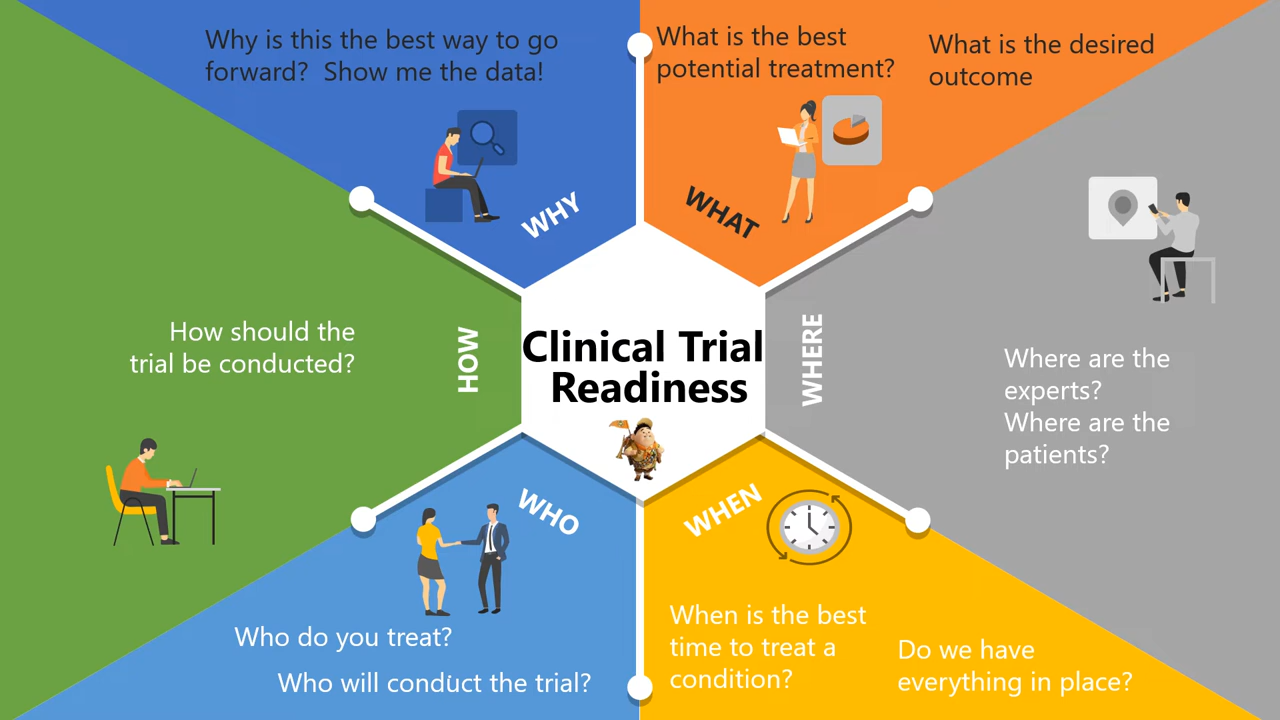 Why is this the best way to go
forward?  Show me the data!
WHY
What is the best
potential treatment?
What is the desired
outcome
WHAT
How should the
trial be conducted?
HOW
Clinical Trial
Readiness
WHERE
Where are the
experts?
Where are the
patients?
WHO
Who do you treat?
Who will conduct the trial?
WHEN
When is the best
time to treat a
condition?
Do we have
everything in place?